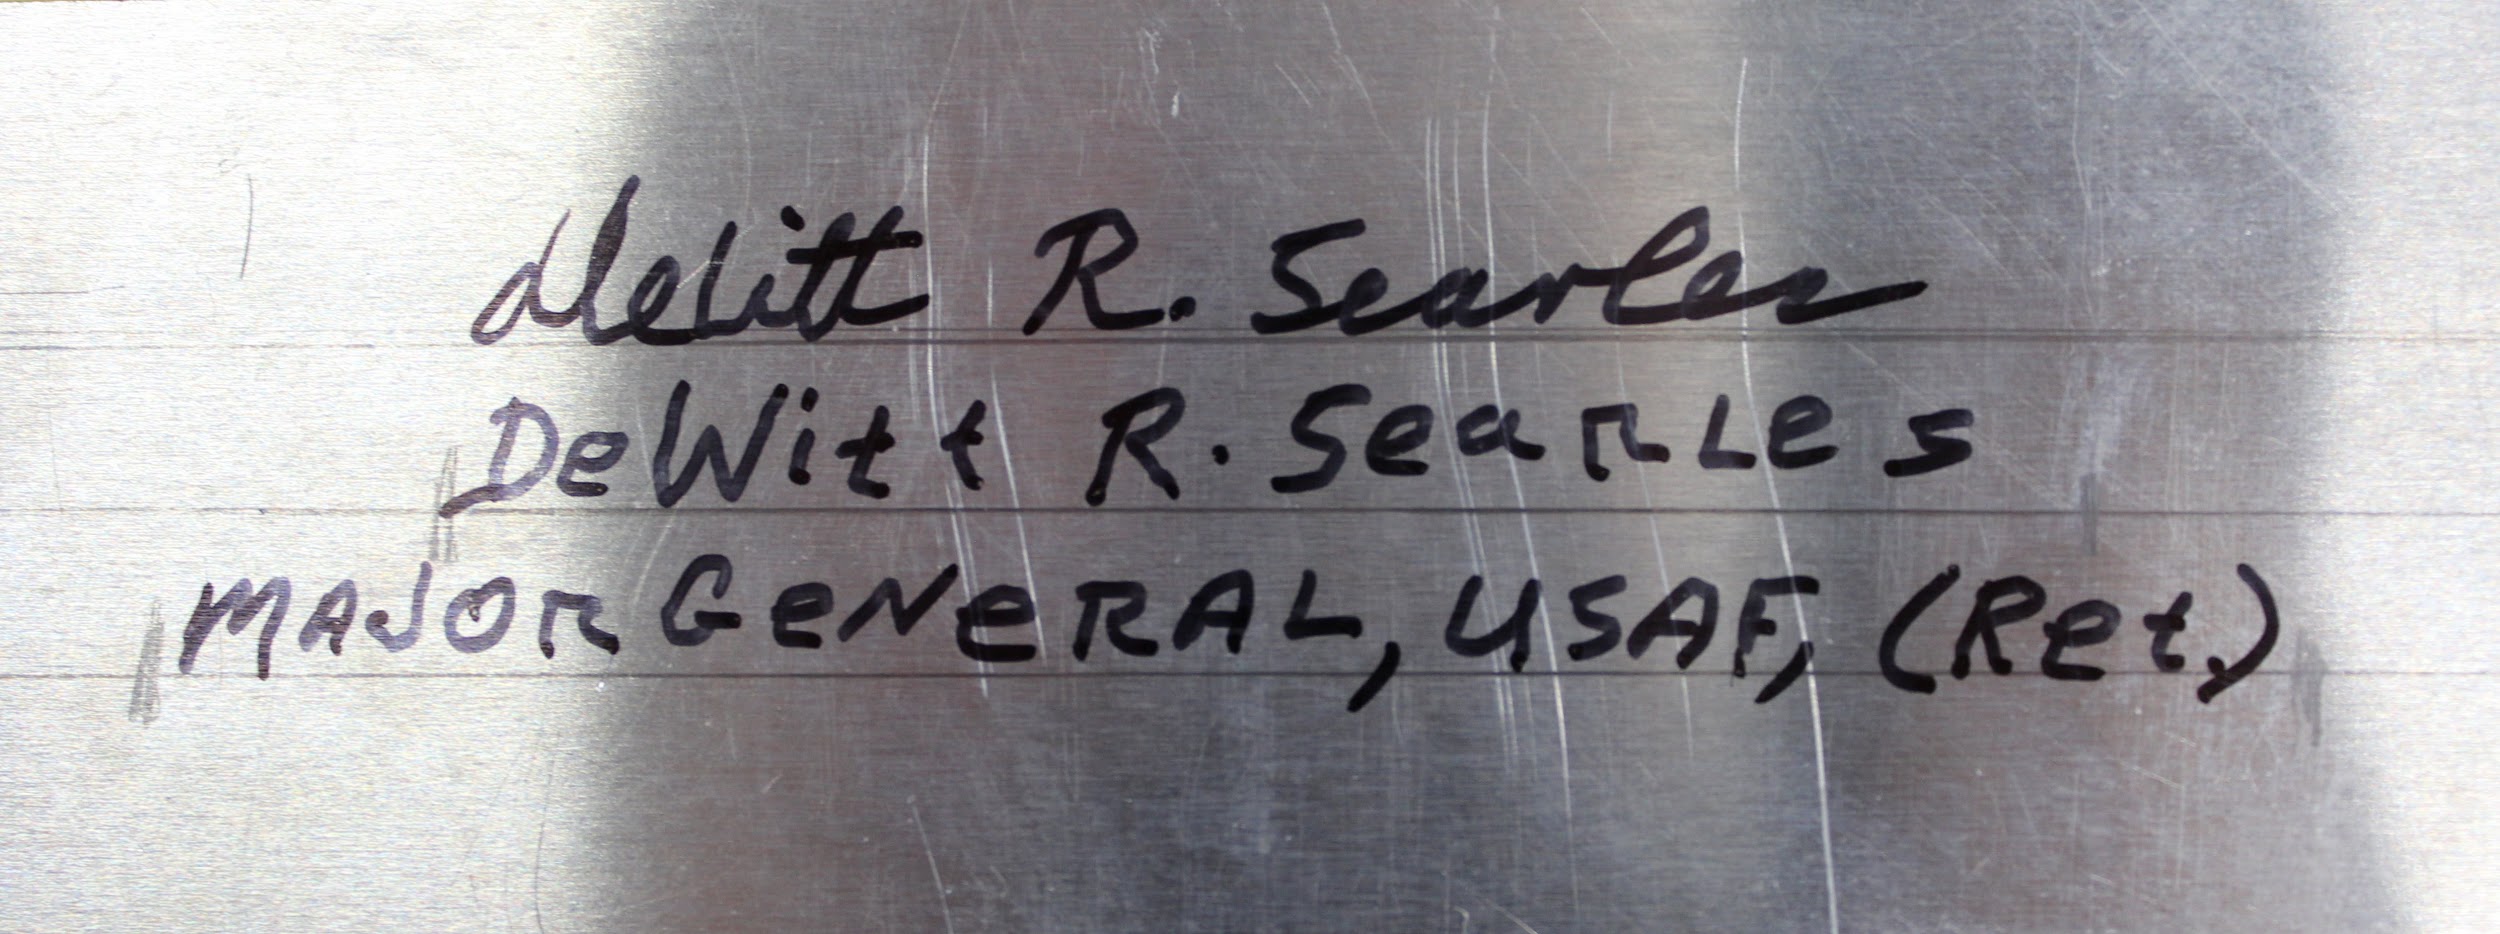 DeWitt R. Searles
DeWitt R. Searles
MAJOR GENERAL, USAF, (Ret.)